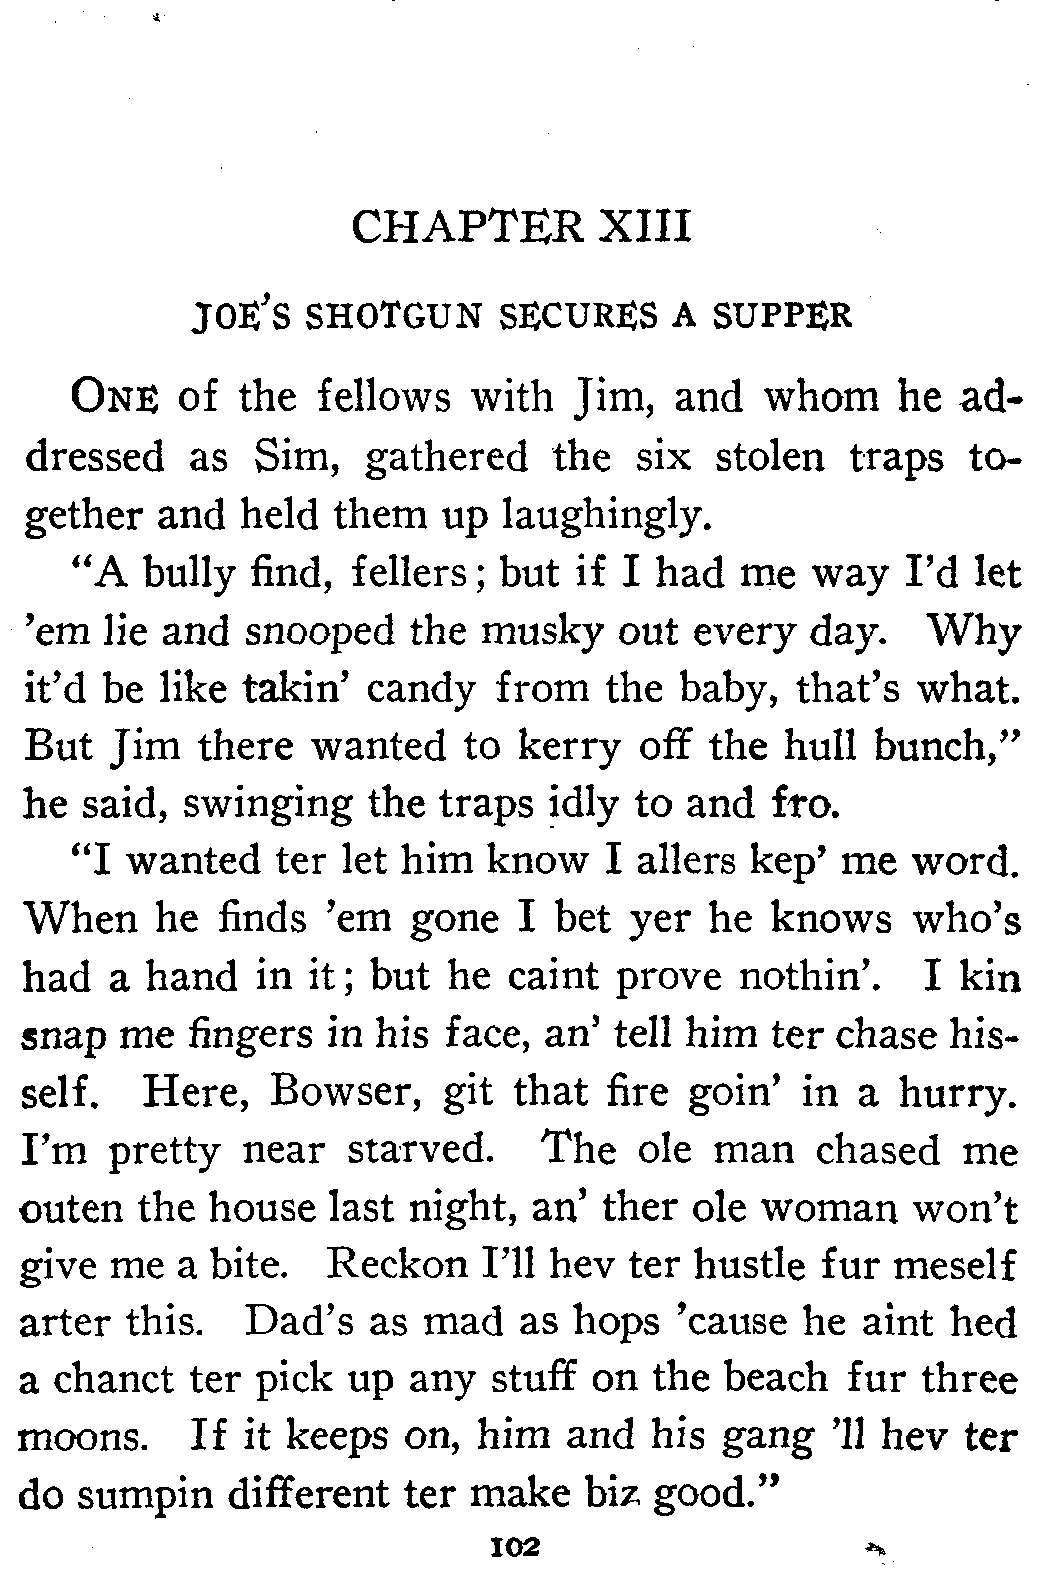 CHAPTER XIII
JOE'S SHOTGUN SECURES A SUPPER
ONE of the fellows with Jim, and whom he ad-
dressed as Sim, gathered the six stolen traps to-
gether and held them up laughingly.
"A bully find, fellers; but if I had me way I'd let
'em lie and snooped the musky out every day. Why
it'd be like takin' candy from the baby, that's what.
But Jim there wanted to kerry off the hull bunch,"
he said, swinging the traps idly to and fro.
"I wanted ter let him know I allers kep' me word.
When he finds 'em gone I bet yer he knows who's
had a hand in it; but he caint prove nothin'. I kin
snap me fingers in his face, an' tell him ter chase his-
self. Here, Bowser, git that fire goin' in a hurry.
I'm pretty near starved. The ole man chased me
outen the house last night, an' ther ole woman won't
give me a bite. Reckon I'll hev ter hustle fur meself
arter this. Dad's as mad as hops 'cause he aint hed
a chanct ter pick up any stuff on the beach fur three
moons. If it keeps on, him and his gang 'll hev ter
do sumpin different ter make biz good."
102